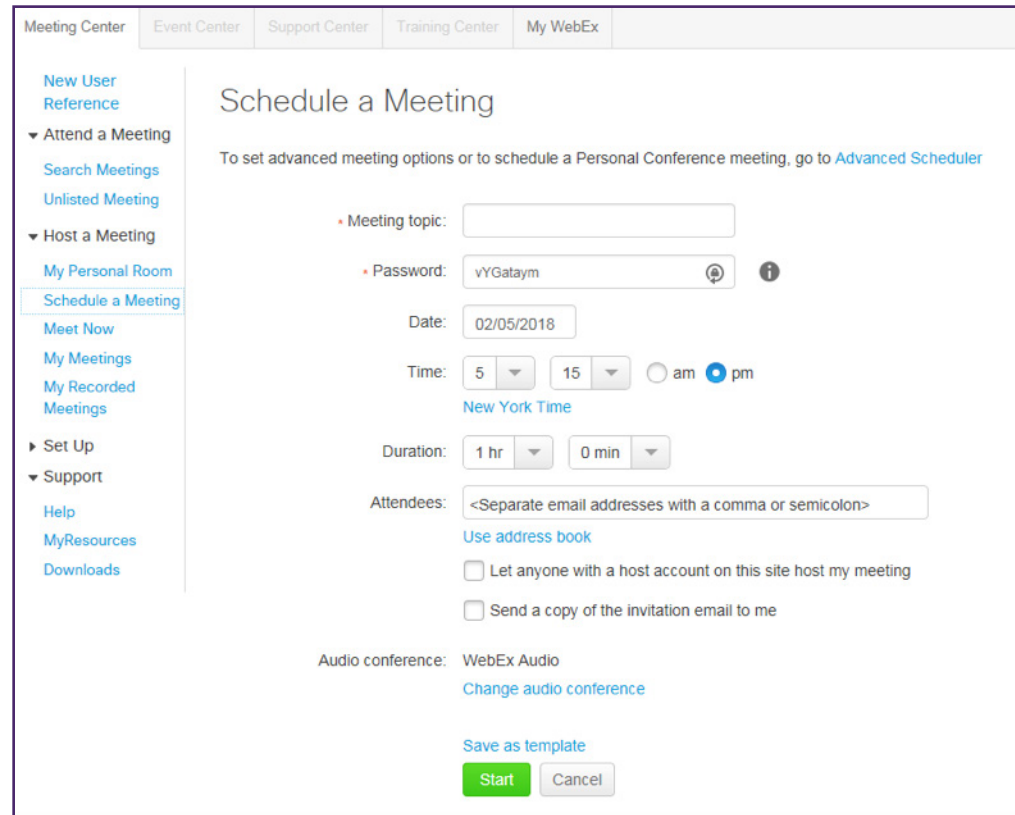 Meeting Center Event Center Support Center Training Center My WebEx
New User
Reference
Attend a Meeting
Search Meetings
Unlisted Meeting
Host a Meeting
My Personal Room
Schedule a Meeting
Meet Now
My Meetings
My Recorded
Meetings
Set Up
Support
Help
MyResources
Downloads
Schedule a Meeting
To set advanced meeting options or to schedule a Personal Conference meeting, go to Advanced Scheduler
* Meeting topic:
* Password: vYGataym
Date: 02/05/2018
Time: 5 15 am pm
New York Time
Duration: 1 hr 0 min
Attendees: <Separate email addresses with a comma or semicolon>
Use address book
Let anyone with a host account on this site host my meeting
Send a copy of the invitation email to me
Audio conference: WebEx Audio
Change audio conference
Save as template
Start Cancel